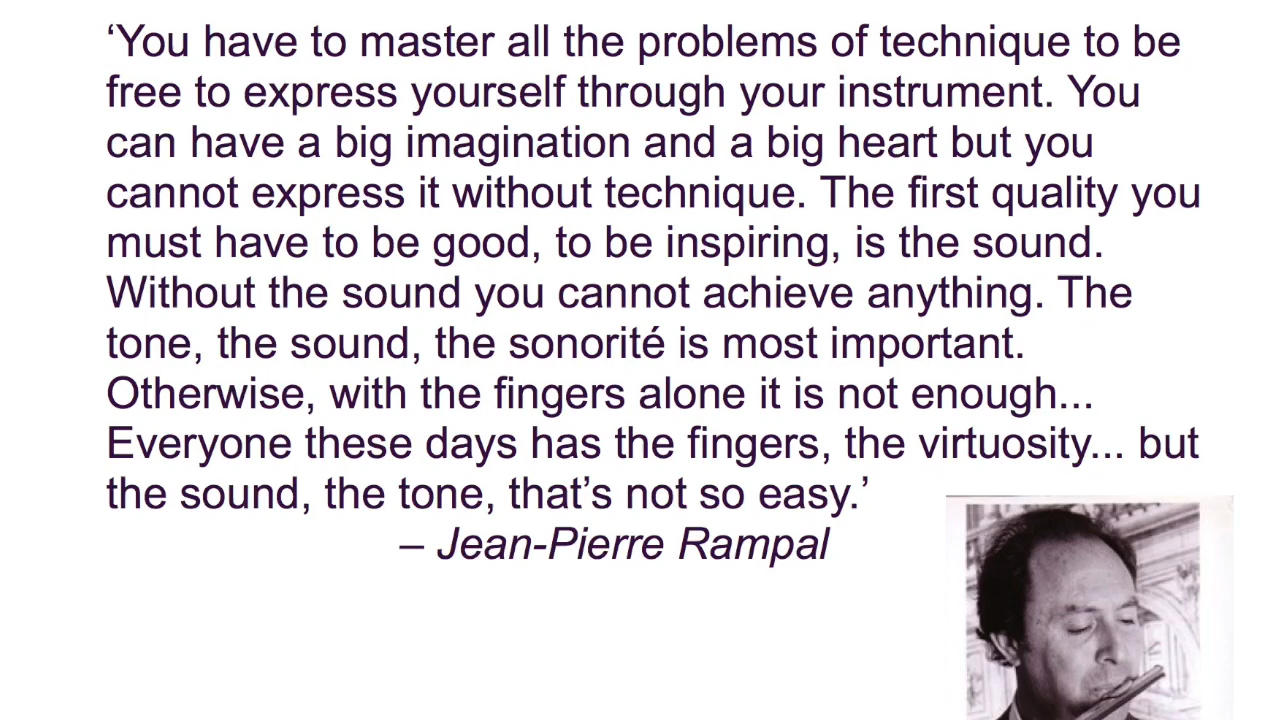 ‘You have to master all the problems of technique to be
free to express yourself through your instrument. You
can have a big imagination and a big heart but you
cannot express it without technique. The first quality you
must have to be good, to be inspiring, is the sound.
Without the sound you cannot achieve anything. The
tone, the sound, the sonorité is most important.
Otherwise, with the fingers alone it is not enough...
Everyone these days has the fingers, the virtuosity... but
the sound, the tone, that’s not so easy.’
– Jean-Pierre Rampal